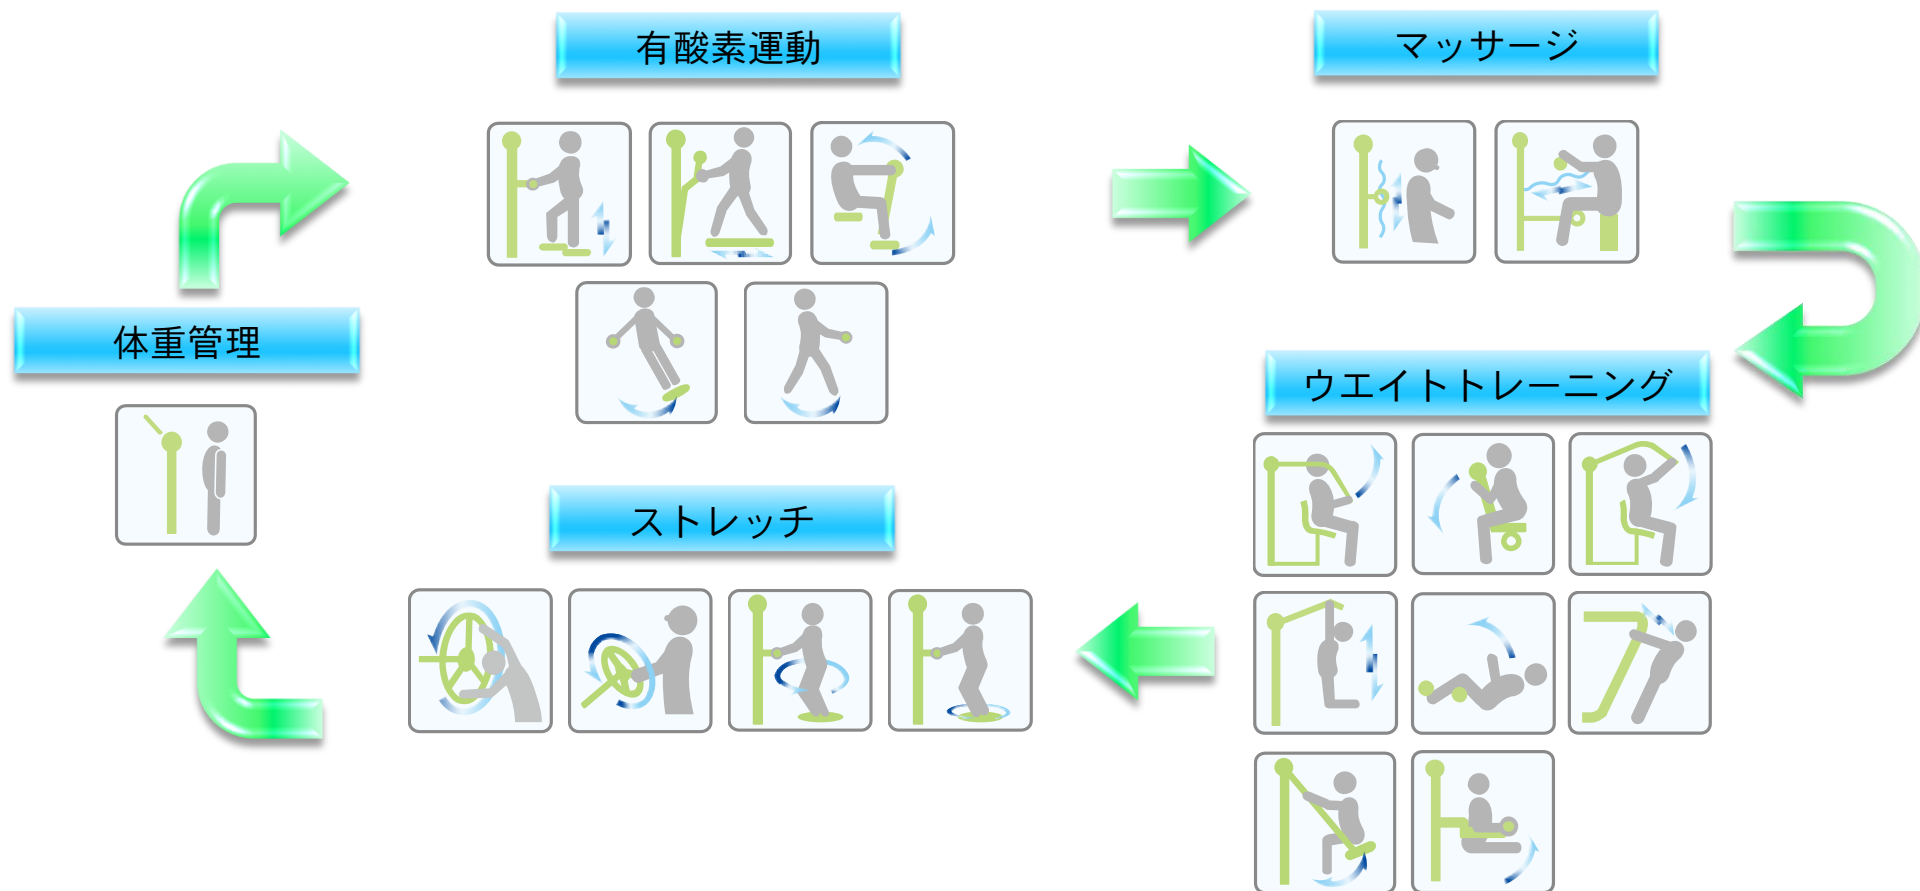 有酸素運動
マッサージ
体重管理
ウエイトトレーニング
ストレッチ